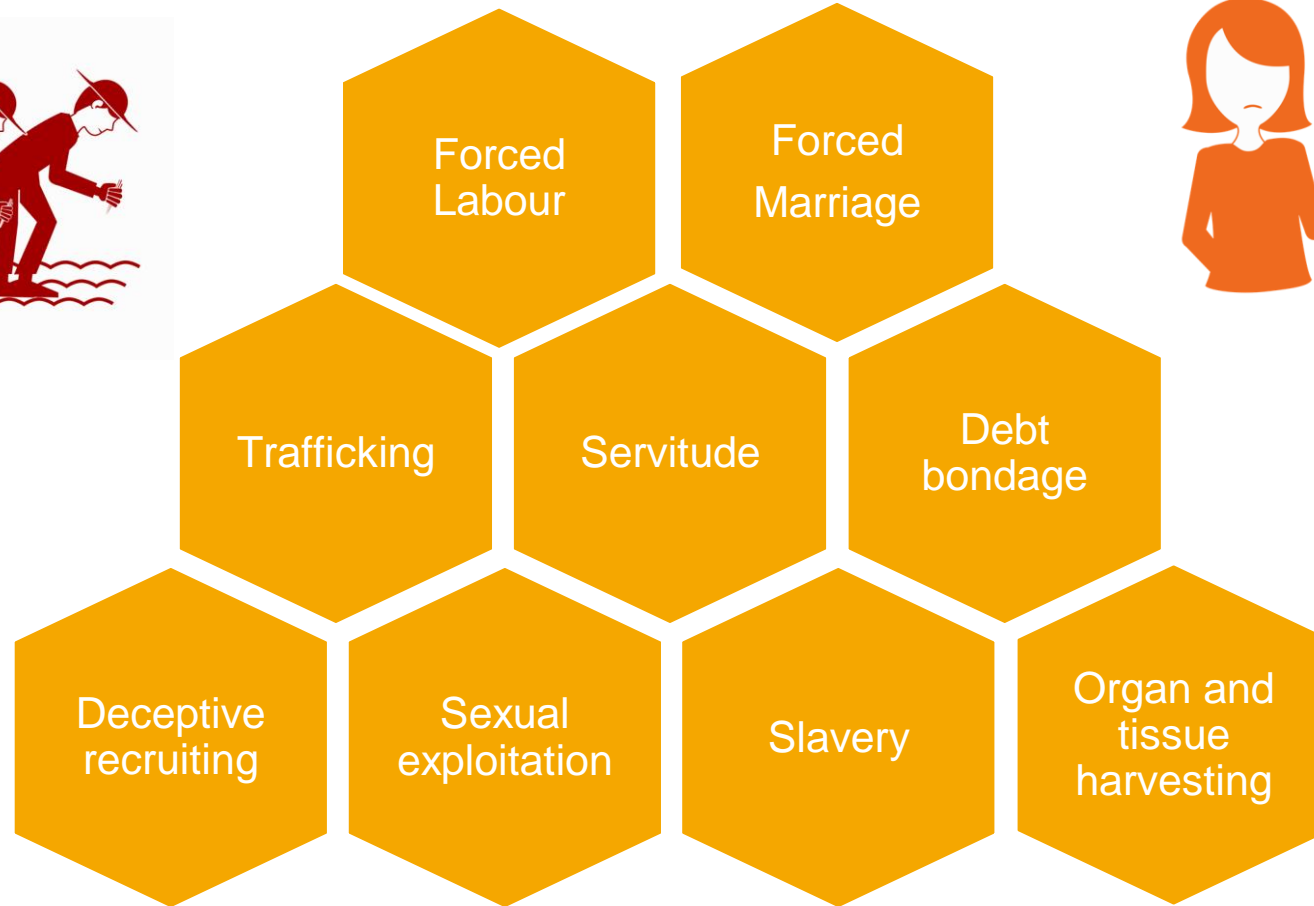 Forced
Labour
Forced
Marriage
Trafficking
Servitude
Debt
bondage
Deceptive
recruiting
Sexual
exploitation
Slavery
Organ and
tissue
harvesting